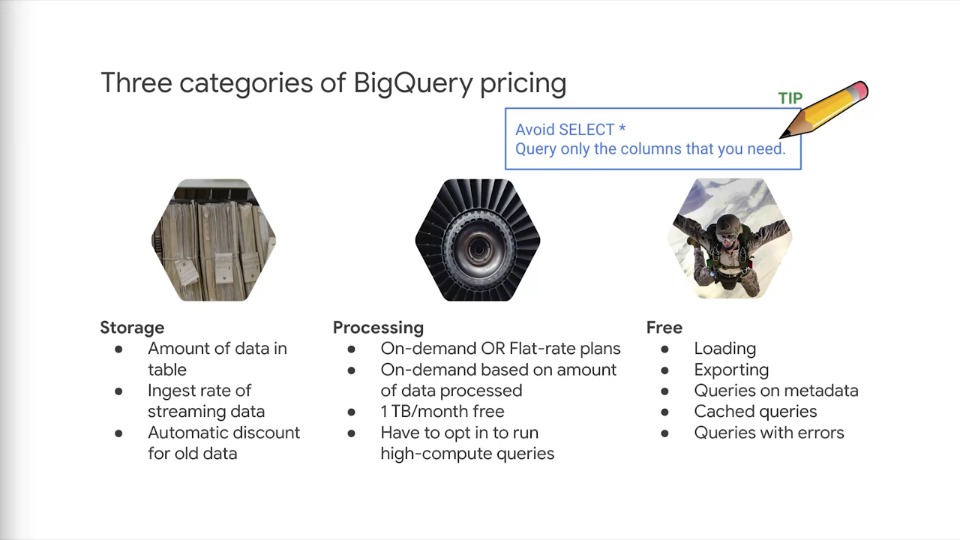 Three categories of BigQuery pricing
TIP
Avoid SELECT *
Query only the columns that you need.
Storage
● Amount of data in
table
● Ingest rate of
streaming data
● Automatic discount
for old data
Processing
● On-demand OR Flat-rate plans
● On-demand based on amount
of data processed
● 1 TB/month free
● Have to opt in to run
high-compute queries
Free
● Loading
● Exporting
● Queries on metadata
● Cached queries
● Queries with errors